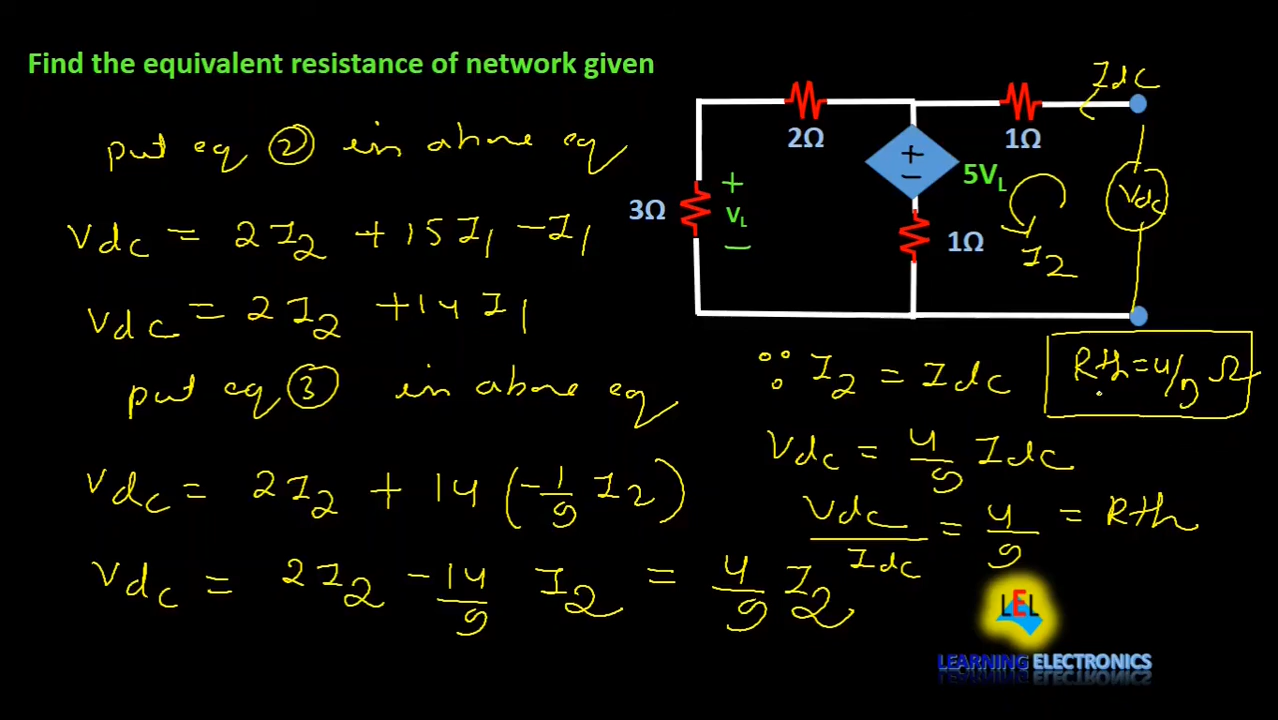 Find the equivalent resistance of network given
put eq ② in above eq
Vdc = 2I2 + 15I1 - I1
Vdc = 2I2 + 14I1
put eq ③ in above eq
Vdc = 2I2 + 14 (-1/9 I2)
Vdc = 2I2 - 14/9 I2 = 4/9 I2
Idc
2Ω
1Ω
+
-
5VL
3Ω
+
VL
-
1Ω
I2
Vdc
∵ I2 = Idc
Rth = 4/9 Ω
Vdc = 4/9 Idc
Vdc/Idc = 4/9 = Rth
LEL
LEARNING ELECTRONICS